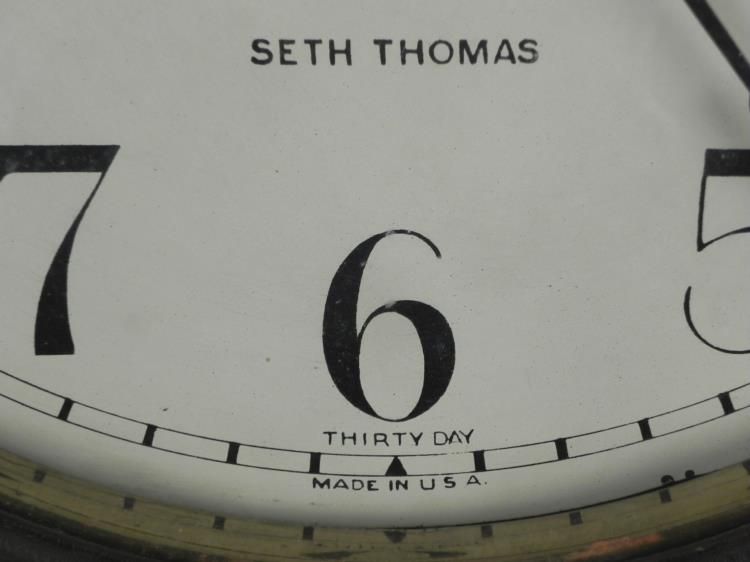 SETH THOMAS
7 6 5
THIRTY DAY
MADE IN U S A.